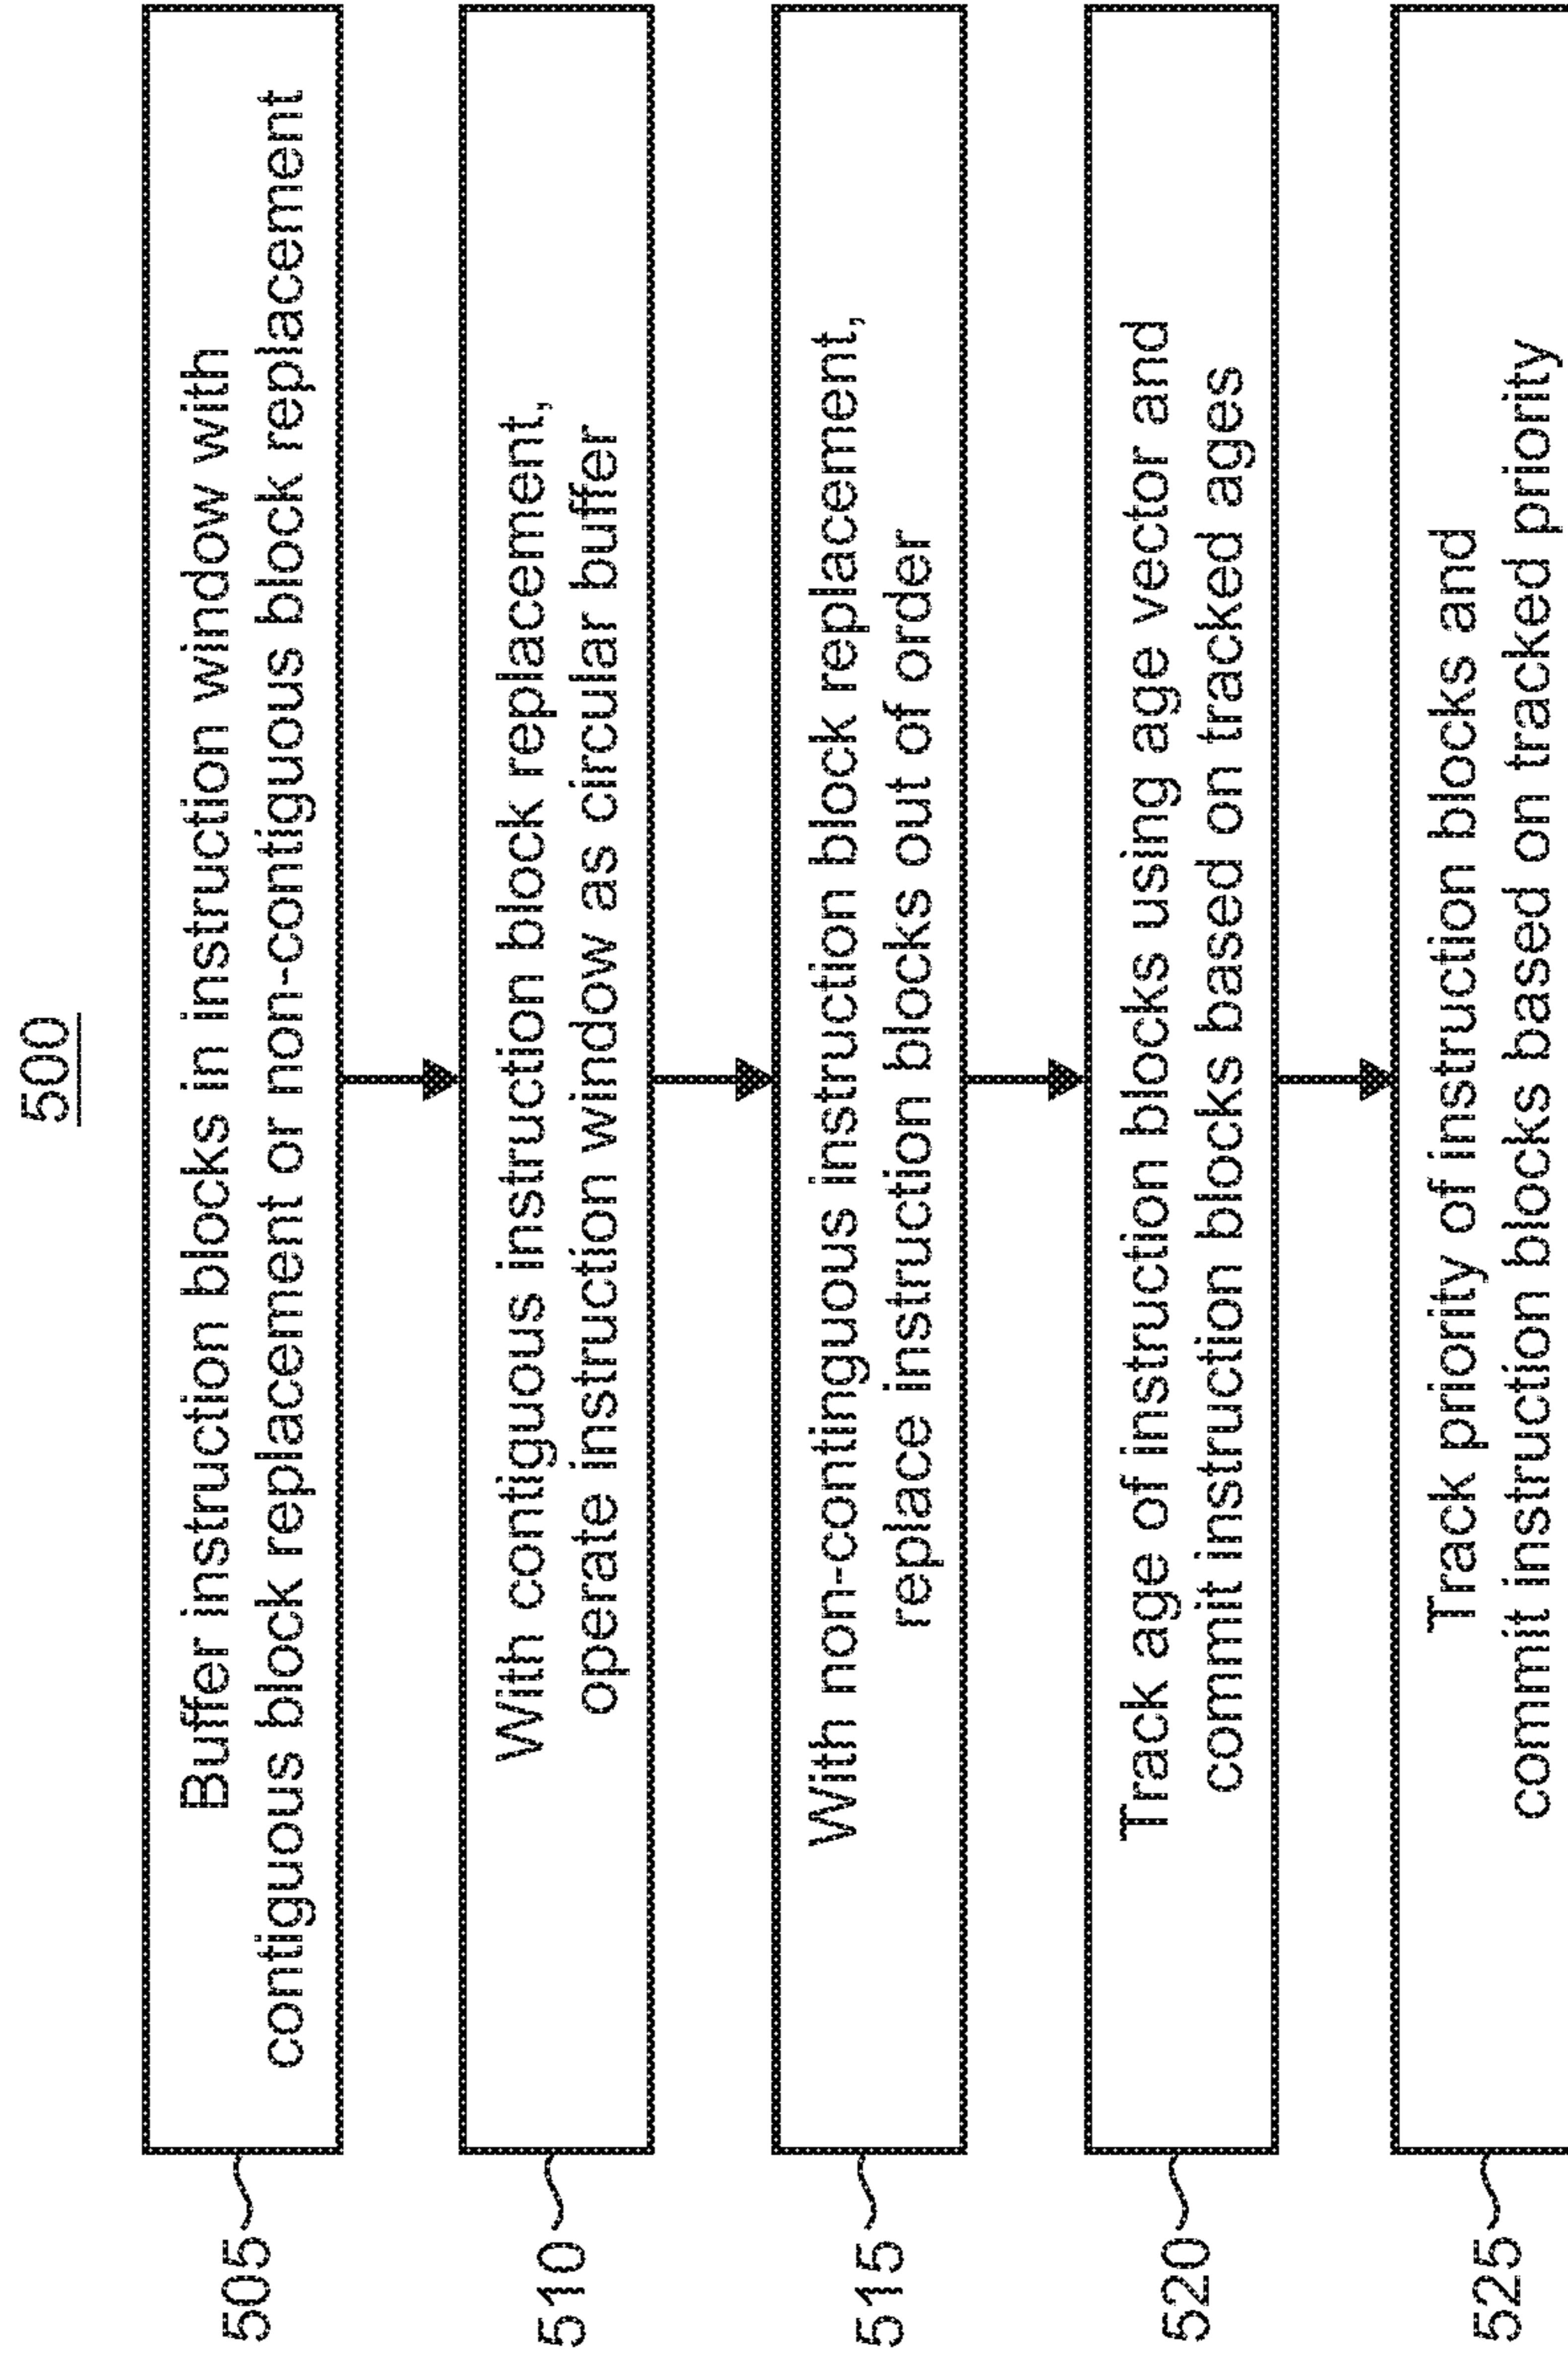 500
505
Buffer instruction blocks in instruction window with
contiguous block replacement or non-contiguous block replacement
510
With contiguous instruction block replacement,
operate instruction window as circular buffer
515
With non-continguous instruction block replacement,
replace instruction blocks out of order
520
Track age of instruction blocks using age vector and
commit instruction blocks based on tracked ages
525
Track priority of instruction blocks and
commit instruction blocks based on tracked priority